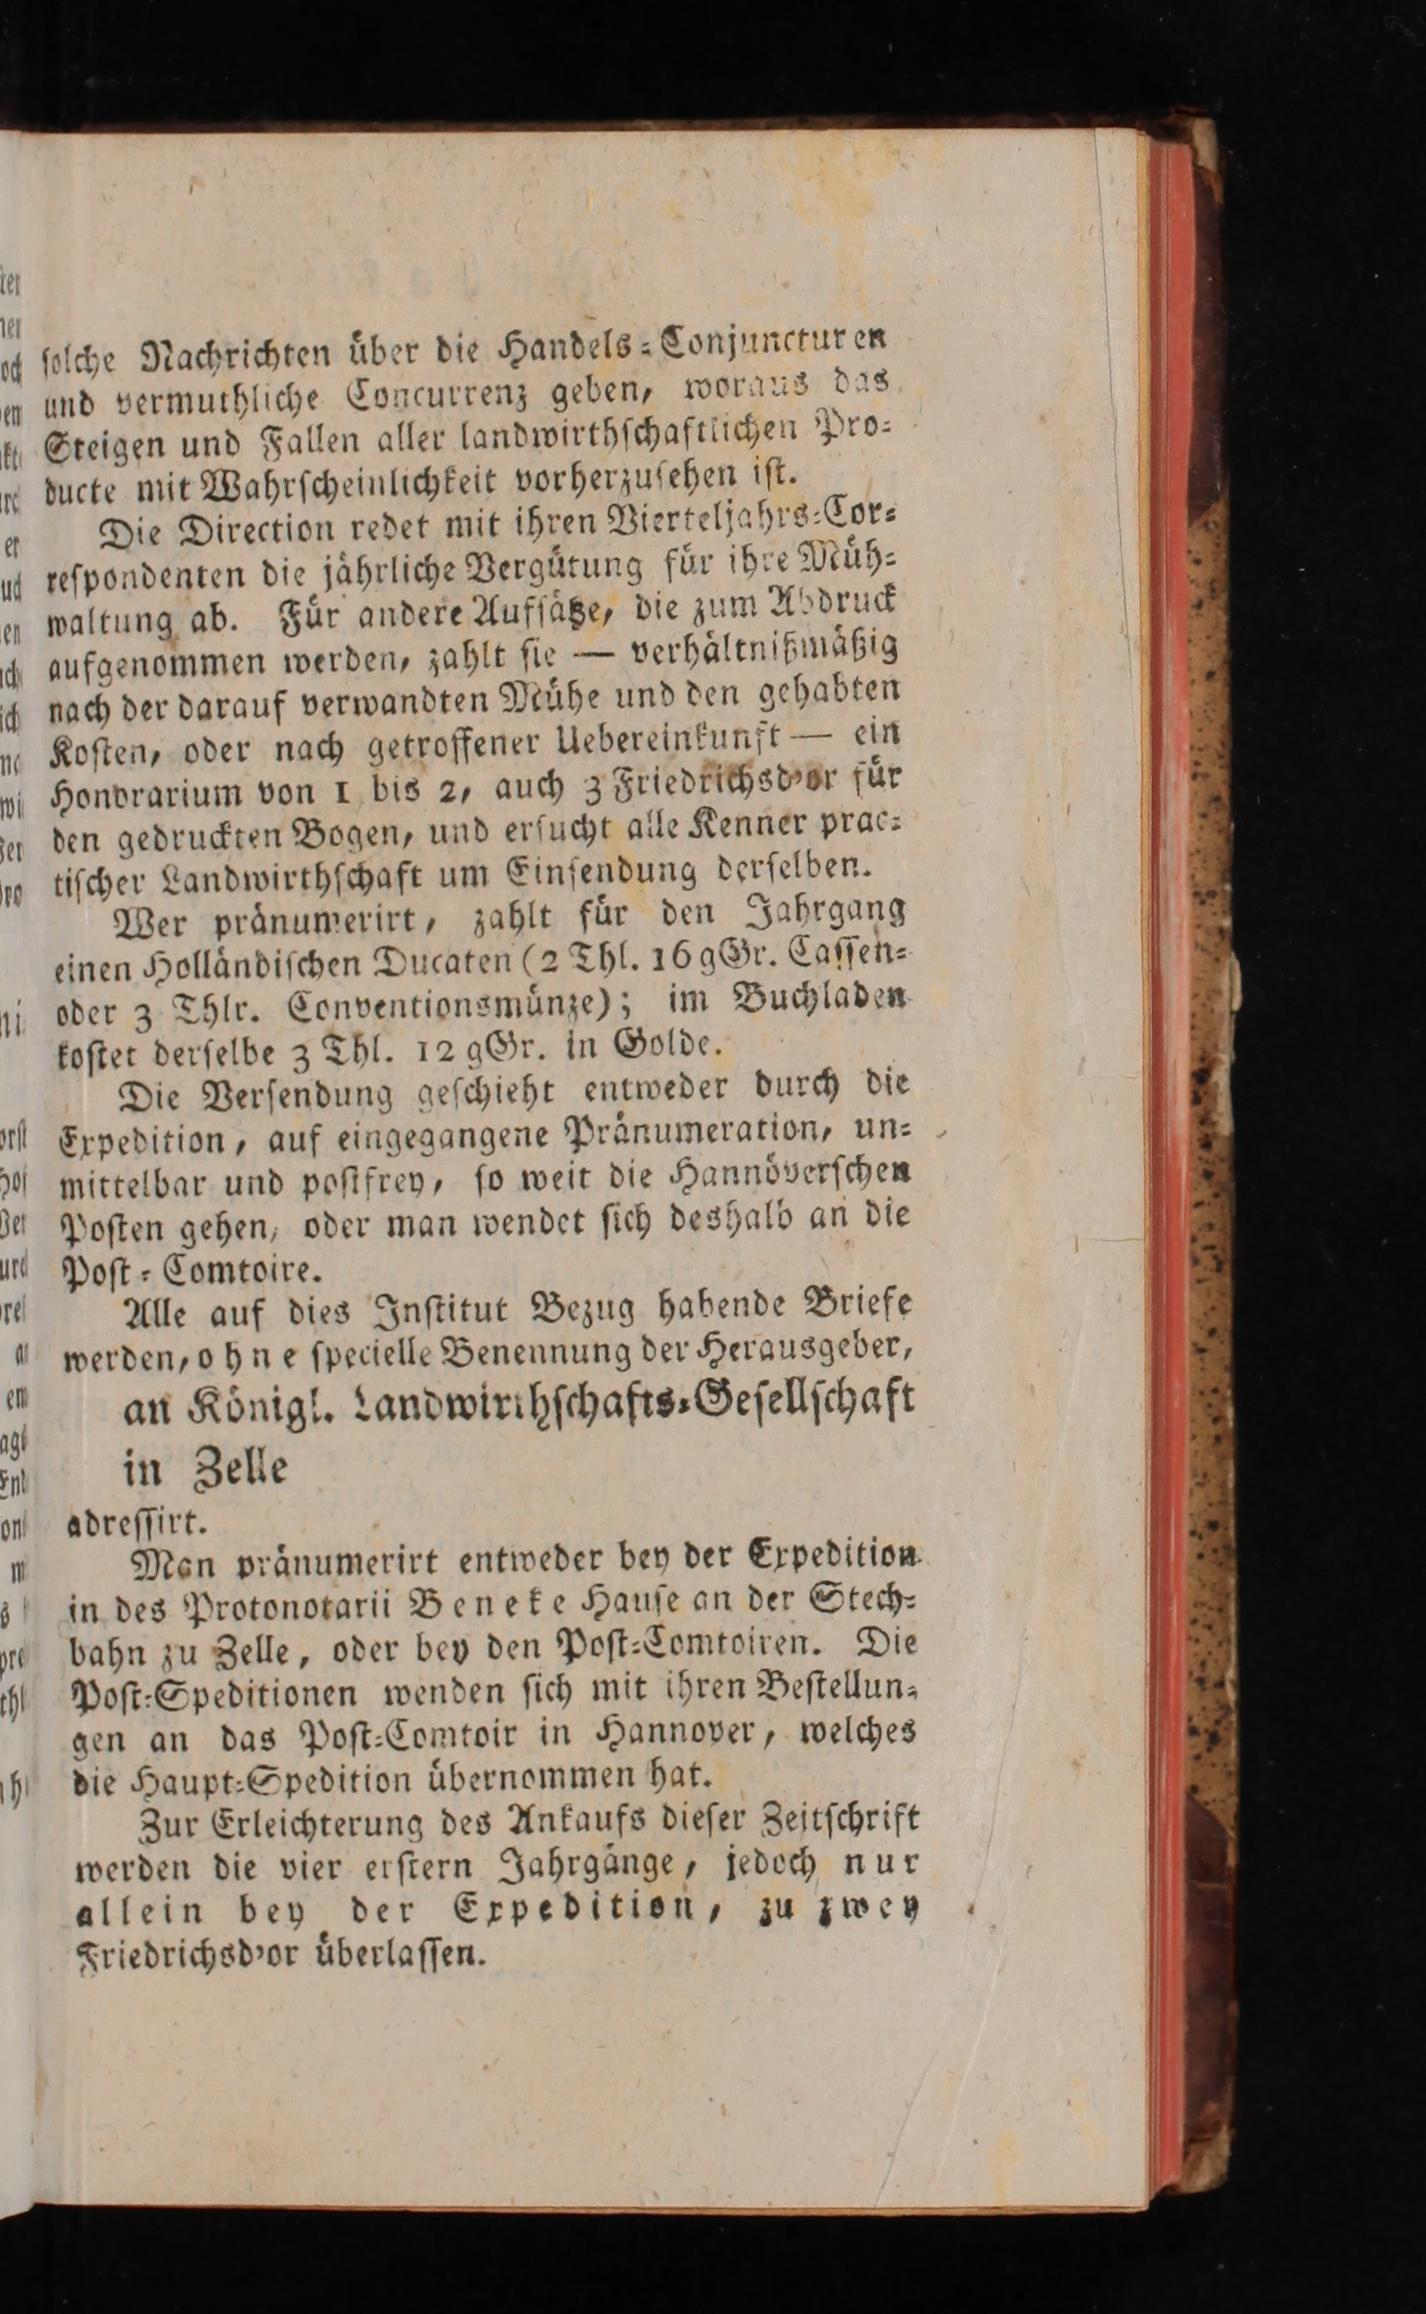 solche Nachrichten über die Handels-Conjuncturen
und vermuthliche Concurrenz geben, woraus das
Steigen und Fallen aller landwirthschaftlichen Pro-
ducte mit Wahrscheinlichkeit vorherzusehen ist.
Die Direction redet mit ihren Vierteljahrs-Cor-
respondenten die jährliche Vergütung für ihre Müh-
waltung ab. Für andere Aufsätze, die zum Abdruck
aufgenommen werden, zahlt sie — verhältnißmäßig
nach der darauf verwandten Mühe und den gehabten
Kosten, oder nach getroffener Uebereinkunft — ein
Honorarium von 1 bis 2, auch 3 Friedrichsd'or für
den gedruckten Bogen, und ersucht alle Kenner prac-
tischer Landwirthschaft um Einsendung derselben.
Wer pränumerirt, zahlt für den Jahrgang
einen Holländischen Ducaten (2 Thl. 16 gGr. Cassen-
oder 3 Thlr. Conventionsmünze); im Buchladen
kostet derselbe 3 Thl. 12 gGr. in Golde.
Die Versendung geschieht entweder durch die
Expedition, auf eingegangene Pränumeration, un-
mittelbar und postfrey, so weit die Hannöverschen
Posten gehen, oder man wendet sich deshalb an die
Post-Comtoire.
Alle auf dies Institut Bezug habende Briefe
werden, ohne specielle Benennung der Herausgeber,
an Königl. Landwirthschafts-Gesellschaft
in Zelle
adressirt.
Man pränumerirt entweder bey der Expedition
in des Protonotarii Beneke Hause an der Stech-
bahn zu Zelle, oder bey den Post-Comtoiren. Die
Post-Speditionen wenden sich mit ihren Bestellun-
gen an das Post-Comtoir in Hannover, welches
die Haupt-Spedition übernommen hat.
Zur Erleichterung des Ankaufs dieser Zeitschrift
werden die vier erstern Jahrgänge, jedoch nur
allein bey der Expedition, zu zwey
Friedrichsd'or überlassen.